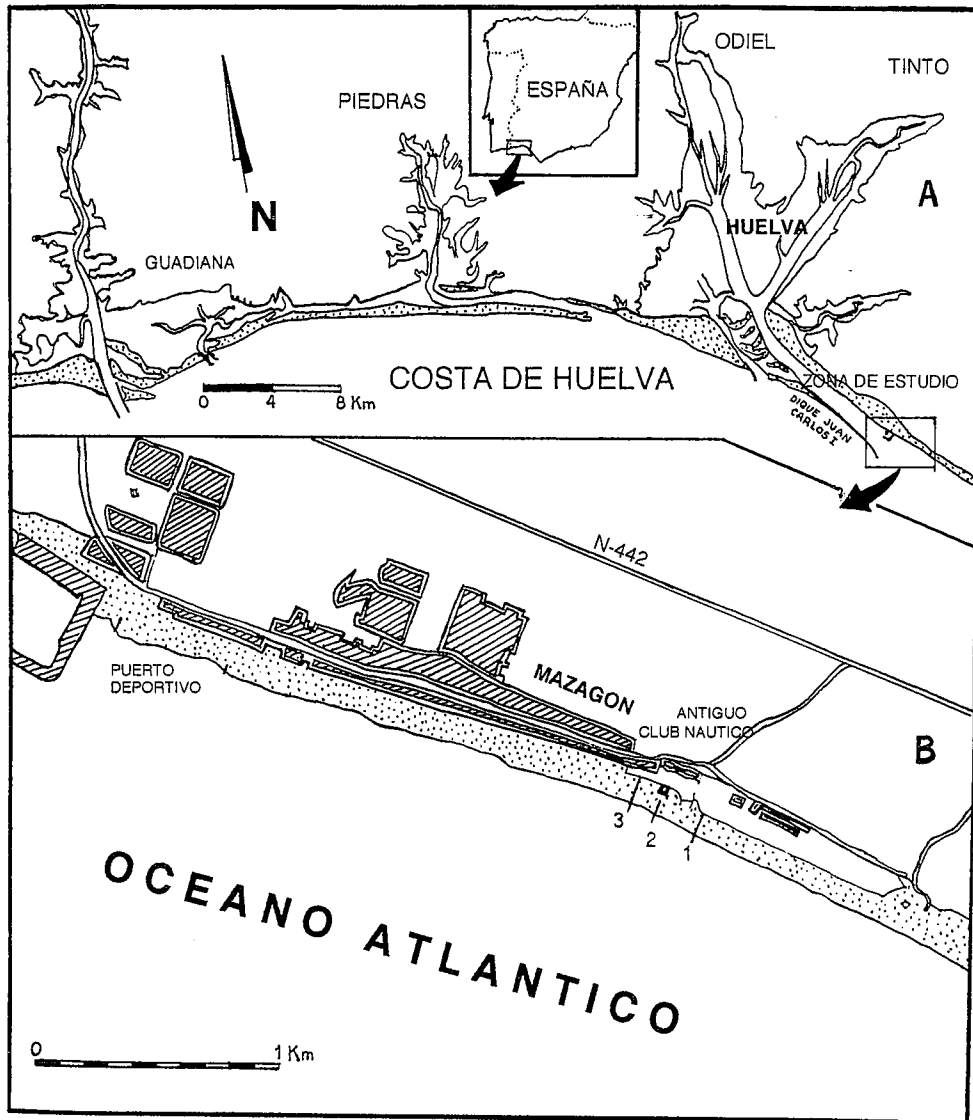 ODIEL
TINTO
PIEDRAS
ESPAÑA
A
N
HUELVA
GUADIANA
COSTA DE HUELVA
ZONA DE ESTUDIO
0 4 8 Km
DIQUE JUAN
CARLOS I
N-442
PUERTO
DEPORTIVO
MAZAGON
ANTIGUO
CLUB NAUTICO
B
3
2
1
OCEANO ATLANTICO
0 1 Km